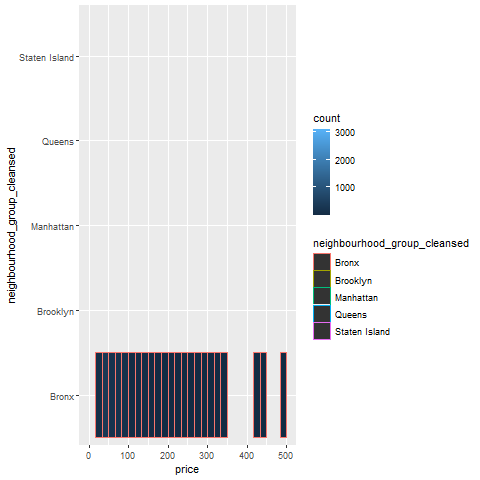 Staten Island
Queens
Manhattan
Brooklyn
Bronx
neighbourhood_group_cleansed
0 100 200 300 400 500
price
count
3000
2000
1000
neighbourhood_group_cleansed
Bronx
Brooklyn
Manhattan
Queens
Staten Island